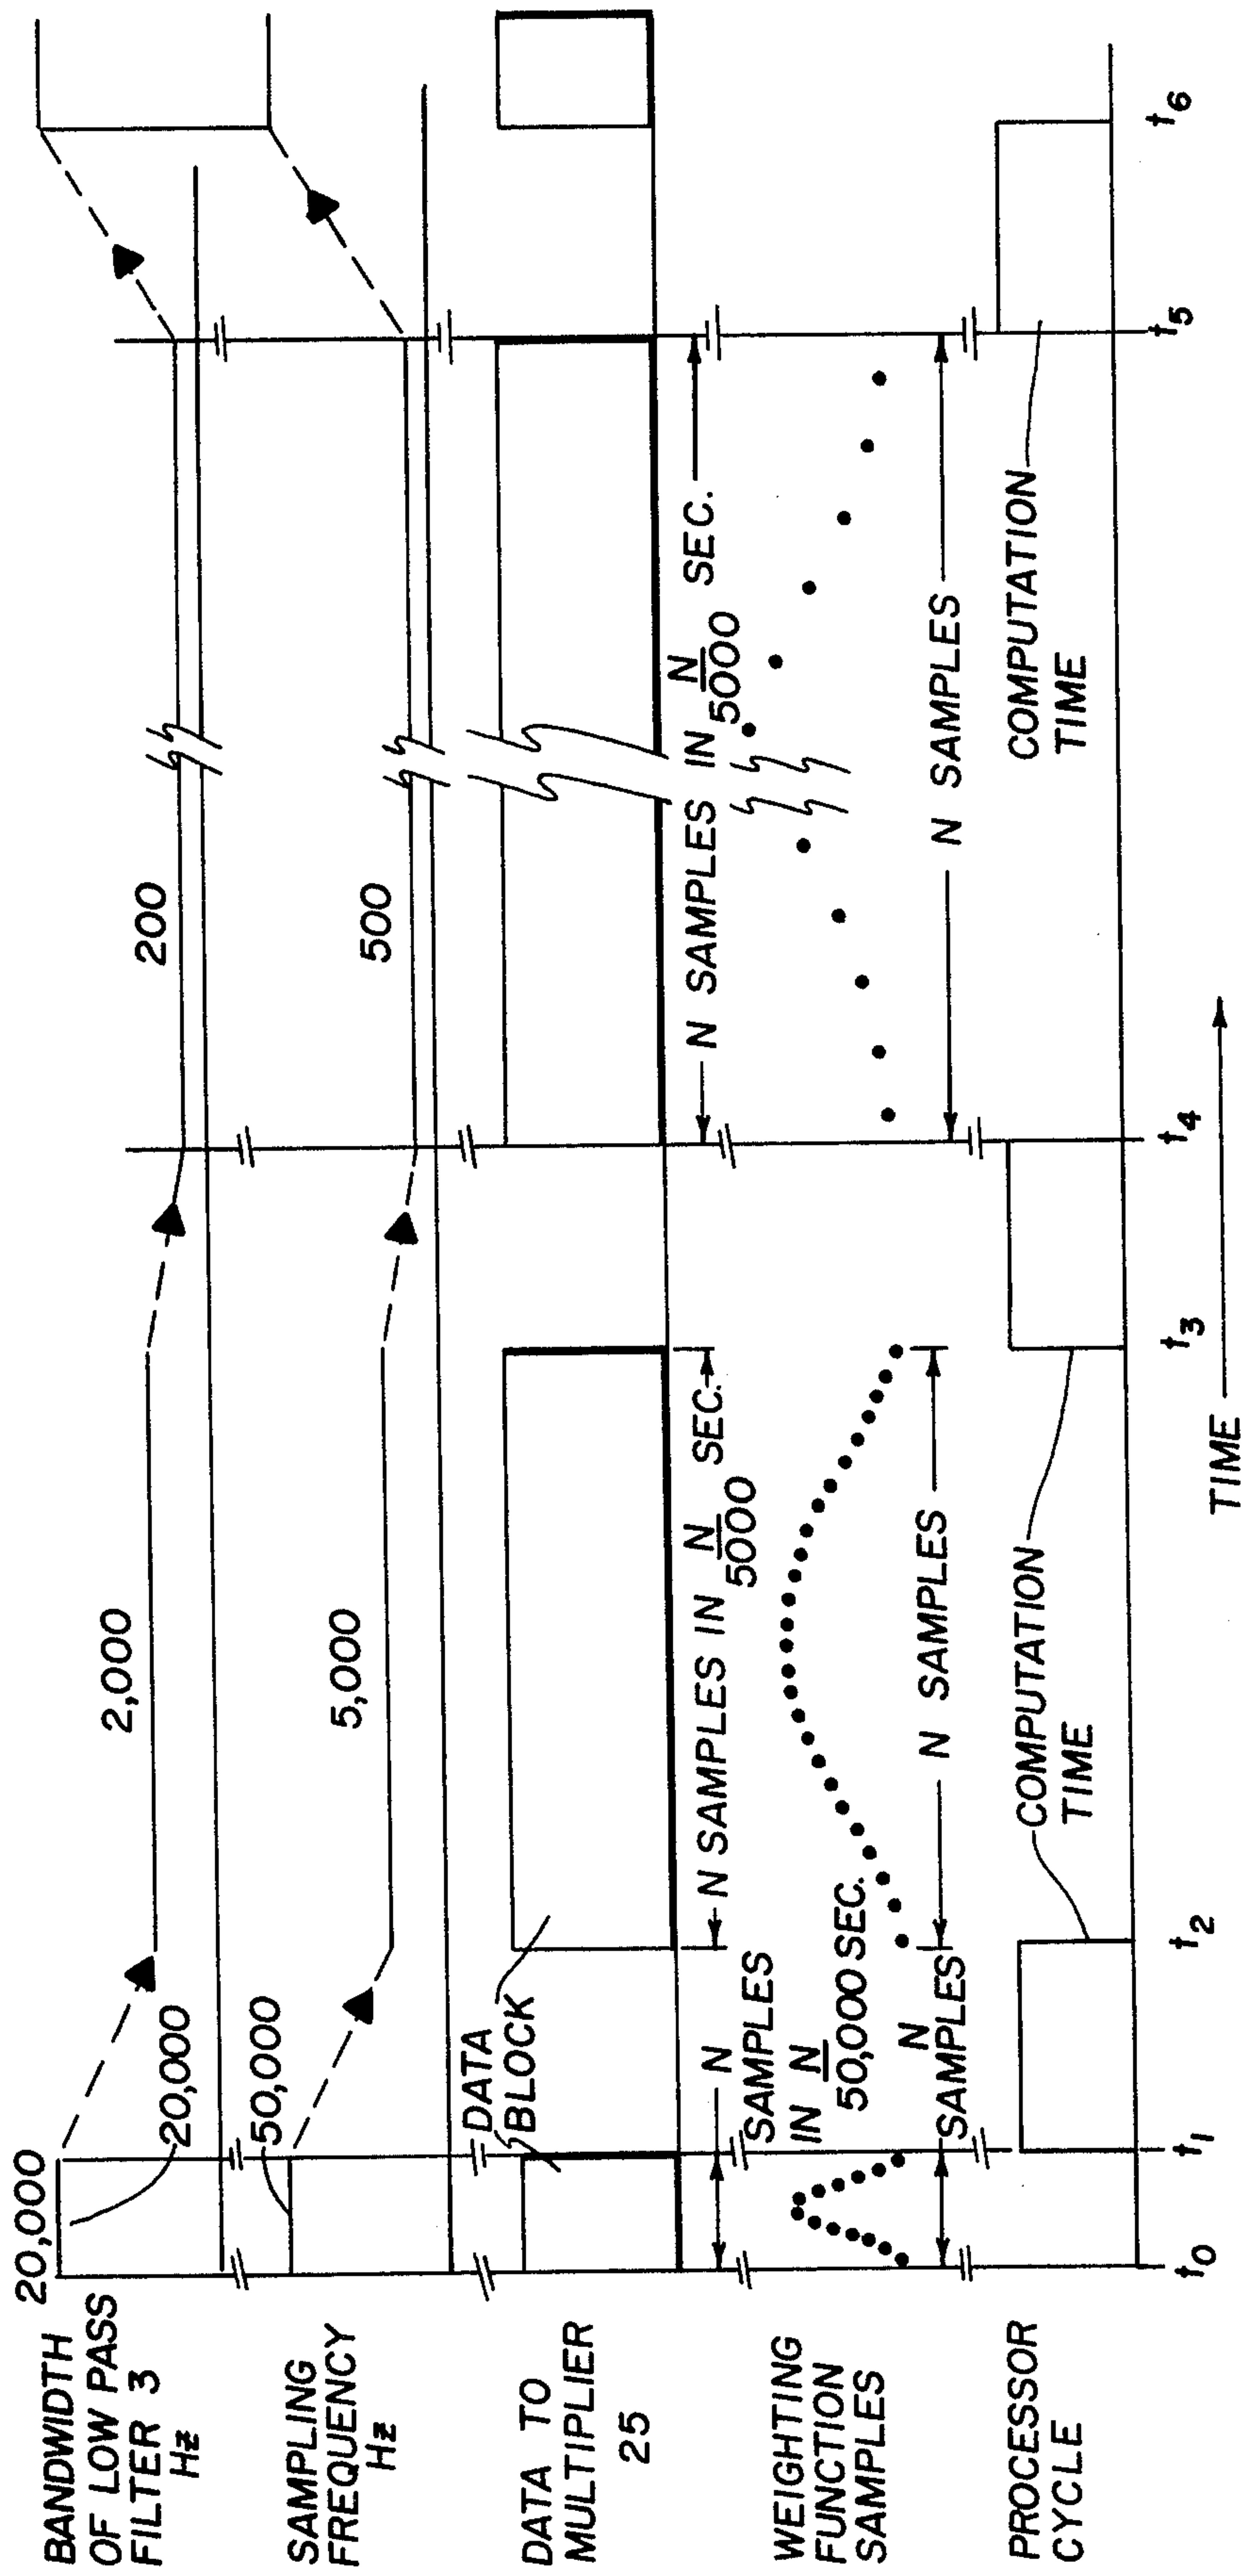 BANDWIDTH
OF LOW PASS
FILTER 3
Hz
20,000
20,000
2,000
200
SAMPLING
FREQUENCY
Hz
50,000
5,000
500
DATA TO
MULTIPLIER
25
DATA
BLOCK
N
SAMPLES
IN N
50,000 SEC.
N SAMPLES IN N
5000
SEC.
N SAMPLES IN N
5000
SEC.
WEIGHTING
FUNCTION
SAMPLES
N
SAMPLES
N SAMPLES
N SAMPLES
PROCESSOR
CYCLE
COMPUTATION
TIME
COMPUTATION
TIME
t0
t1
t2
t3
t4
t5
t6
TIME